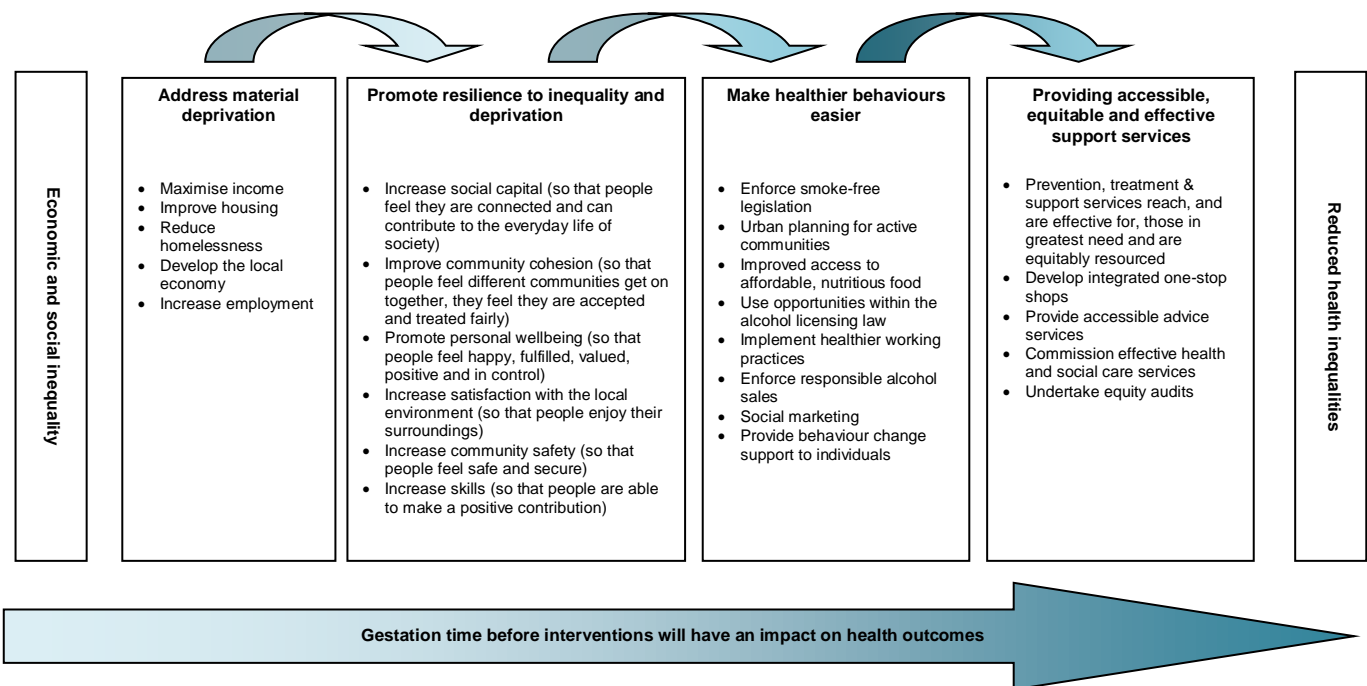 Economic and social inequality
Address material
deprivation
• Maximise income
• Improve housing
• Reduce
homelessness
• Develop the local
economy
• Increase employment
Promote resilience to inequality and
deprivation
• Increase social capital (so that people
feel they are connected and can
contribute to the everyday life of
society)
• Improve community cohesion (so that
people feel different communities get on
together, they feel they are accepted
and treated fairly)
• Promote personal wellbeing (so that
people feel happy, fulfilled, valued,
positive and in control)
• Increase satisfaction with the local
environment (so that people enjoy their
surroundings)
• Increase community safety (so that
people feel safe and secure)
• Increase skills (so that people are able
to make a positive contribution)
Make healthier behaviours
easier
• Enforce smoke-free
legislation
• Urban planning for active
communities
• Improved access to
affordable, nutritious food
• Use opportunities within the
alcohol licensing law
• Implement healthier working
practices
• Enforce responsible alcohol
sales
• Social marketing
• Provide behaviour change
support to individuals
Providing accessible,
equitable and effective
support services
• Prevention, treatment &
support services reach, and
are effective for, those in
greatest need and are
equitably resourced
• Develop integrated one-stop
shops
• Provide accessible advice
services
• Commission effective health
and social care services
• Undertake equity audits
Reduced health inequalities
Gestation time before interventions will have an impact on health outcomes